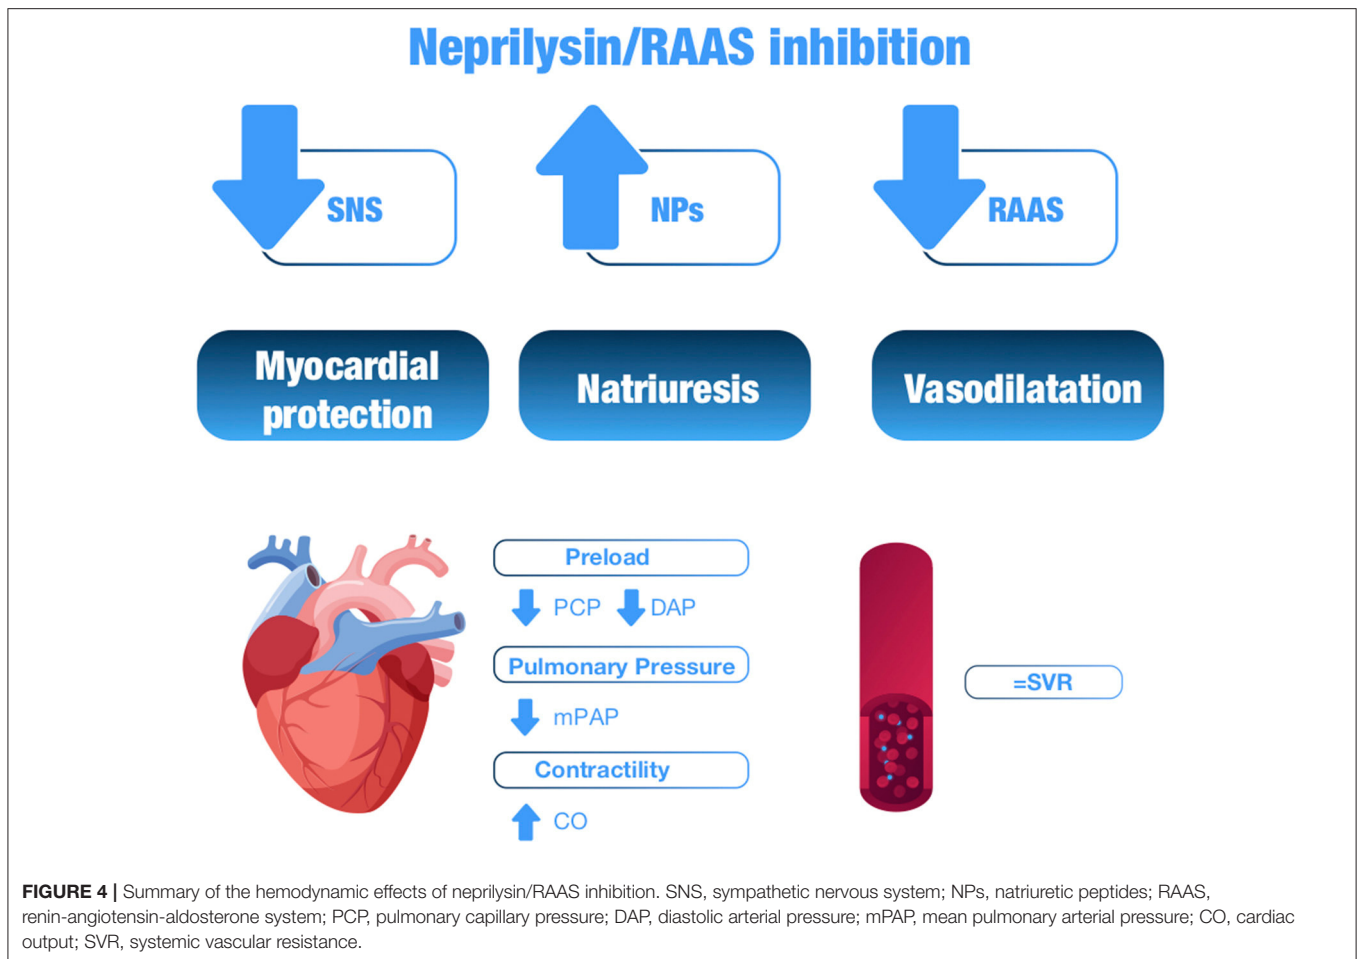 Neprilysin/RAAS inhibition
SNS
NPs
RAAS
Myocardial
protection
Natriuresis
Vasodilatation
Preload
PCP
DAP
Pulmonary Pressure
mPAP
Contractility
CO
=SVR
FIGURE 4 | Summary of the hemodynamic effects of neprilysin/RAAS inhibition. SNS, sympathetic nervous system; NPs, natriuretic peptides; RAAS,
renin-angiotensin-aldosterone system; PCP, pulmonary capillary pressure; DAP, diastolic arterial pressure; mPAP, mean pulmonary arterial pressure; CO, cardiac
output; SVR, systemic vascular resistance.